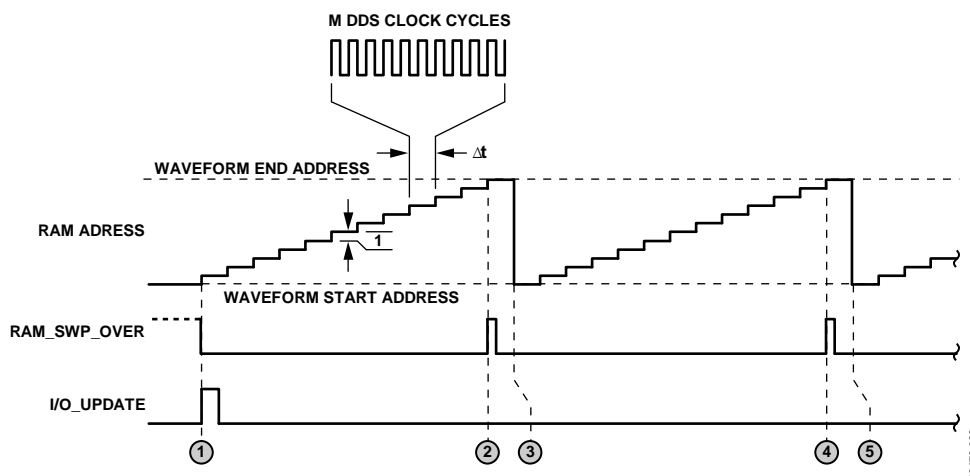 M DDS CLOCK CYCLES
Δt
WAVEFORM END ADDRESS
RAM ADRESS
1
WAVEFORM START ADDRESS
RAM_SWP_OVER
I/O_UPDATE
1 2 3 4 5